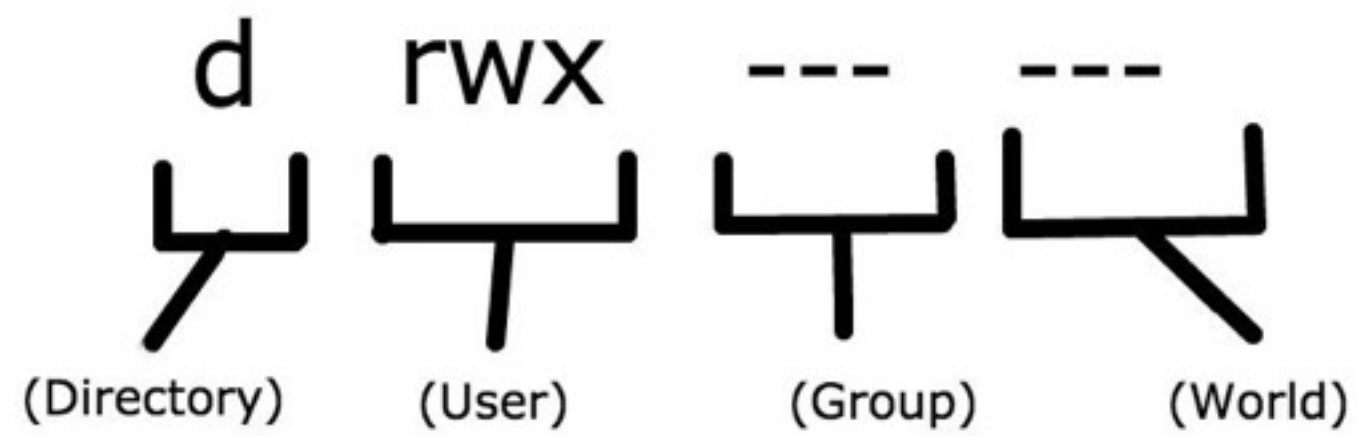 d rwx --- ---
(Directory) (User) (Group) (World)